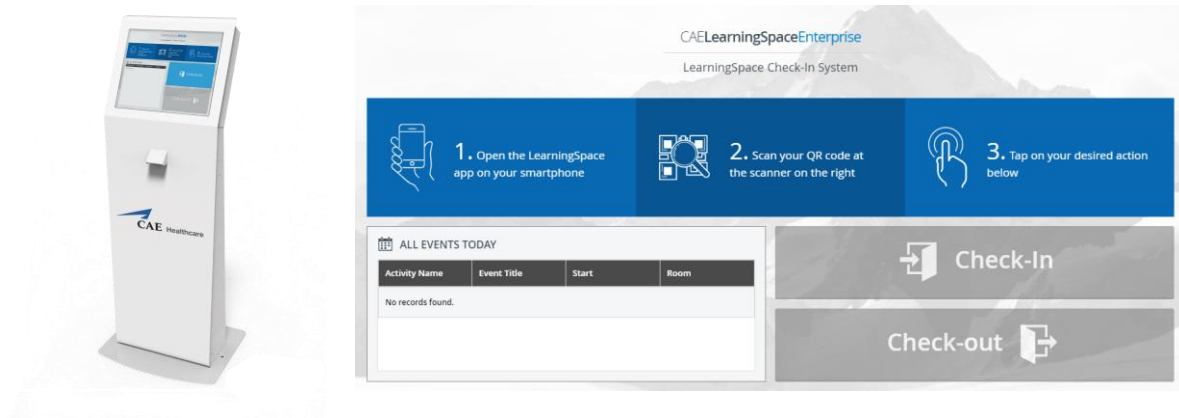 CAE Healthcare
CAELearningSpaceEnterprise
LearningSpace Check-In System
1. Open the LearningSpace
app on your smartphone
2. Scan your QR code at
the scanner on the right
3. Tap on your desired action
below
ALL EVENTS TODAY
Activity Name Event Title Start Room
No records found.
Check-In
Check-out